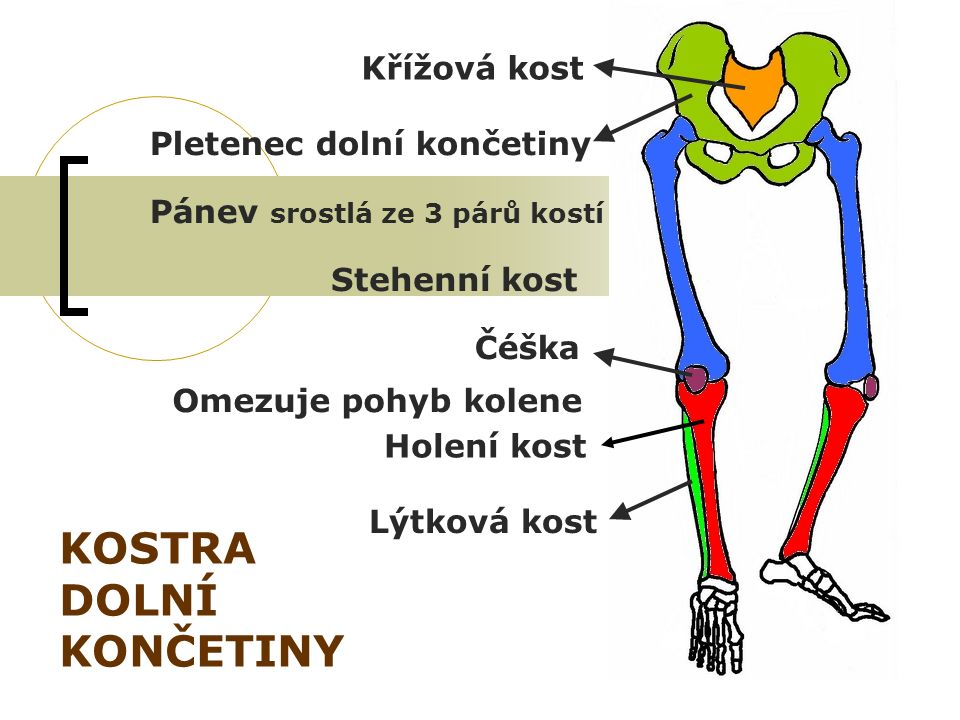 Křížová kost
Pletenec dolní končetiny
Pánev srostlá ze 3 párů kostí
Stehenní kost
Čéška
Omezuje pohyb kolene
Holení kost
Lýtková kost
KOSTRA
DOLNÍ
KONČETINY